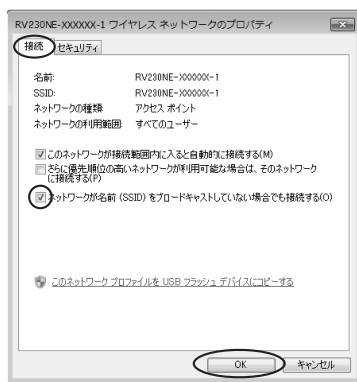 RV230NE-XXXXXX-1 ワイヤレス ネットワークのプロパティ
接続 セキュリティ
名前: RV230NE-XXXXXX-1
SSID: RV230NE-XXXXXX-1
ネットワークの種類: アクセス ポイント
ネットワークの利用範囲: すべてのユーザー
このネットワークが接続範囲内に入ると自動的に接続する(M)
さらに優先順位の高いネットワークが利用可能な場合は、そのネットワーク
に接続する(P)
ネットワークが名前 (SSID) をブロードキャストしていない場合でも接続する(O)
このネットワーク プロファイルを USB フラッシュ デバイスにコピーする
OK キャンセル